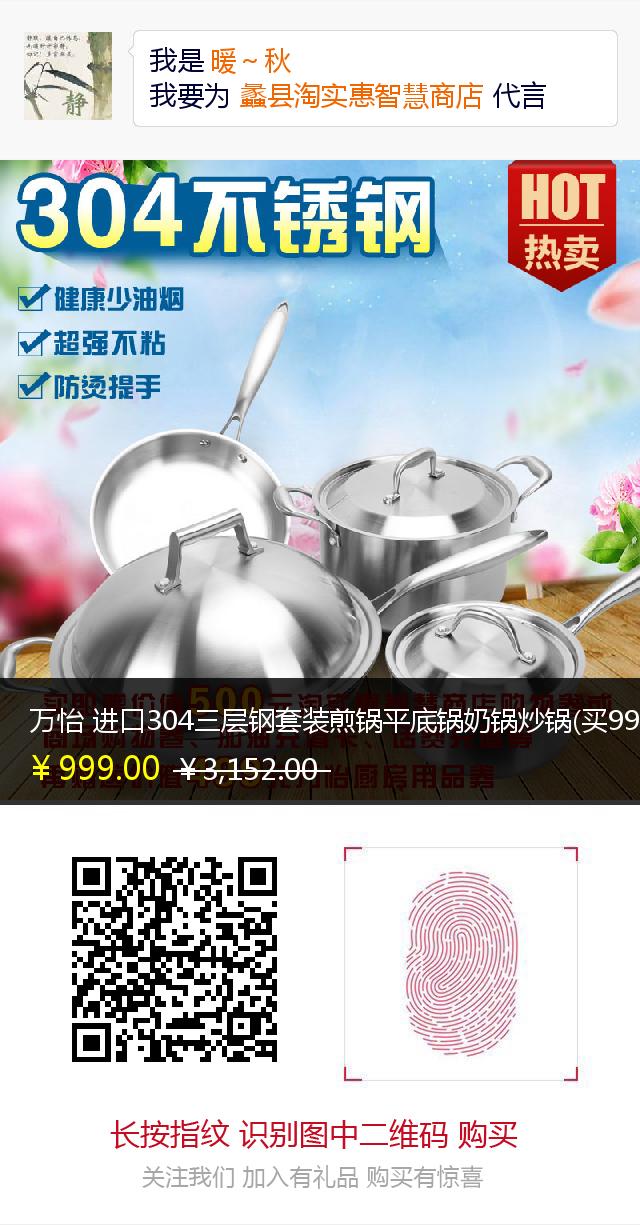 静
我是 暖~秋
我要为 蠡县淘实惠智慧商店 代言
304不锈钢
HOT
热卖
健康少油烟
超强不粘
防烫提手
万怡 进口304三层钢套装煎锅平底锅奶锅炒锅(买99
￥999.00 ￥3,152.00
长按指纹 识别图中二维码 购买
关注我们 加入有礼品 购买有惊喜